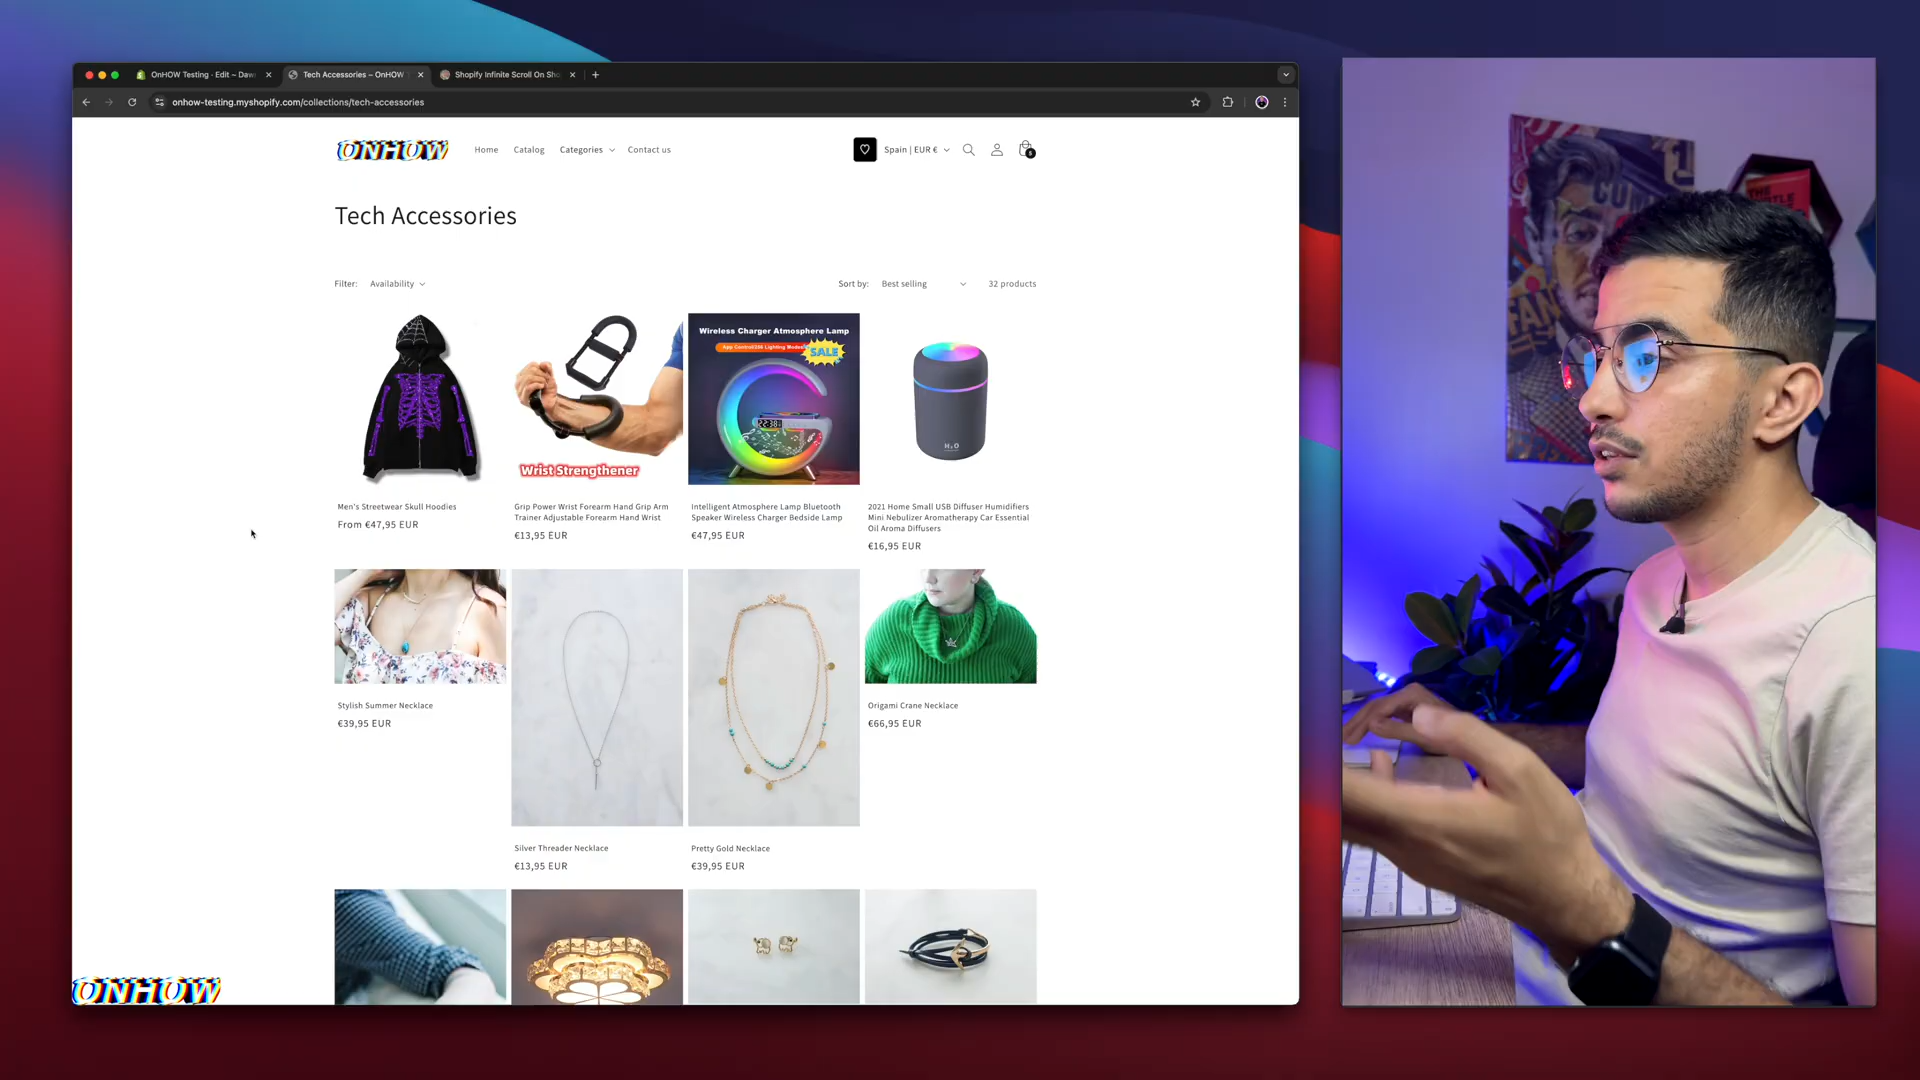 OnHOW Testing · Edit ~ Daw
Tech Accessories – OnHOW
Shopify Infinite Scroll On Sh
onhow-testing.myshopify.com/collections/tech-accessories
ONHOW
Home
Catalog
Categories
Contact us
Spain | EUR €
5
Tech Accessories
Filter:
Availability
Sort by:
Best selling
32 products
Wrist Strengthener
Wireless Charger Atmosphere Lamp
SALE
H₂O
Men's Streetwear Skull Hoodies
From €47,95 EUR
Grip Power Wrist Forearm Hand Grip Arm
Trainer Adjustable Forearm Hand Wrist
€13,95 EUR
Intelligent Atmosphere Lamp Bluetooth
Speaker Wireless Charger Bedside Lamp
€47,95 EUR
2021 Home Small USB Diffuser Humidifiers
Mini Nebulizer Aromatherapy Car Essential
Oil Aroma Diffusers
€16,95 EUR
Stylish Summer Necklace
€39,95 EUR
Silver Threader Necklace
€13,95 EUR
Pretty Gold Necklace
€39,95 EUR
Origami Crane Necklace
€66,95 EUR
ONHOW